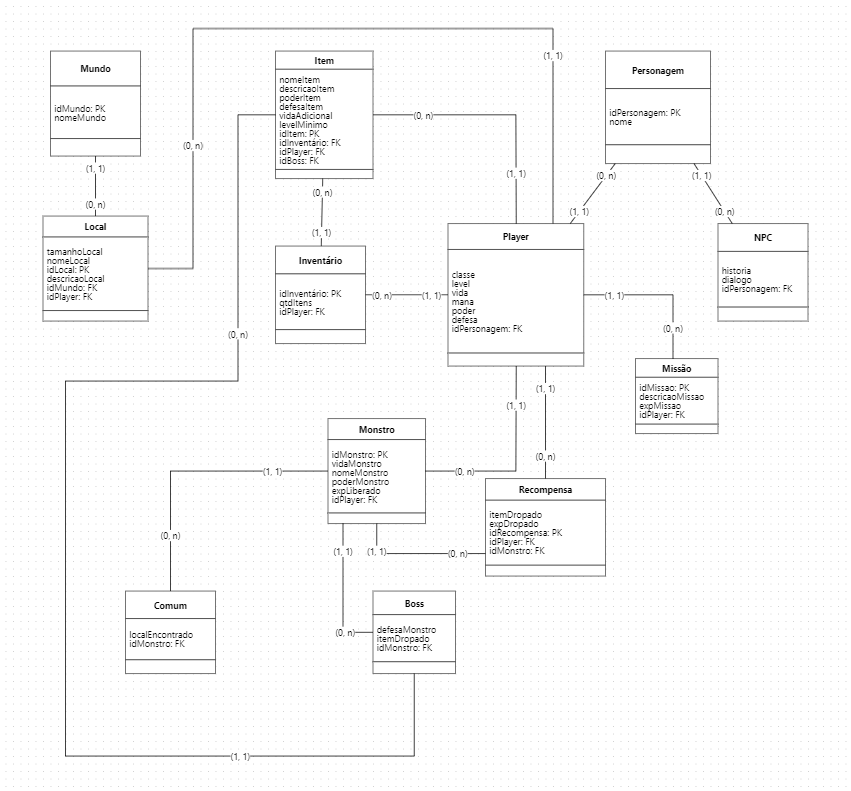 Mundo
idMundo: PK
nomeMundo
(1, 1)
(0, n)
Local
tamanhoLocal
nomeLocal
idLocal: PK
descricaoLocal
idMundo: FK
idPlayer: FK
(0, n)
(1, 1)
Item
nomeItem
descricaoItem
poderItem
defesaItem
vidaAdicional
levelMinimo
idItem: PK
idInventário: FK
idPlayer: FK
idBoss: FK
(0, n)
(1, 1)
(0, n)
(1, 1)
Inventário
idInventário: PK
qtdItens
idPlayer: FK
(0, n)
(1, 1)
Personagem
idPersonagem: PK
nome
(0, n)
(1, 1)
(1, 1)
(0, n)
Player
classe
level
vida
mana
poder
defesa
idPersonagem: FK
NPC
historia
dialogo
idPersonagem: FK
(1, 1)
(0, n)
Missão
idMissao: PK
descricaoMissao
expMissao
idPlayer: FK
(0, n)
(1, 1)
(1, 1)
(0, n)
(0, n)
Monstro
idMonstro: PK
vidaMonstro
nomeMonstro
poderMonstro
expLiberado
idPlayer: FK
Recompensa
itemDropado
expDropado
idRecompensa: PK
idPlayer: FK
idMonstro: FK
(1, 1)
(0, n)
(1, 1)
(1, 1)
(0, n)
(0, n)
Comum
localEncontrado
idMonstro: FK
Boss
defesaMonstro
itemDropado
idMonstro: FK
(1, 1)